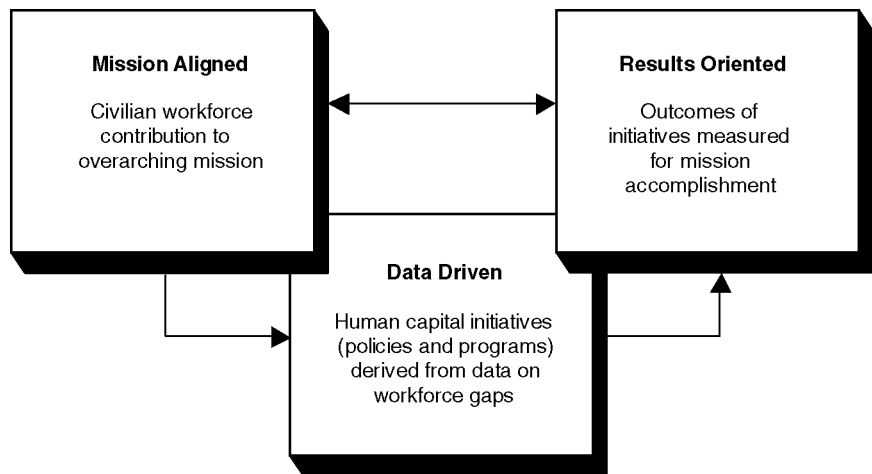 Mission Aligned
Civilian workforce
contribution to
overarching mission
Results Oriented
Outcomes of
initiatives measured
for mission
accomplishment
Data Driven
Human capital initiatives
(policies and programs)
derived from data on
workforce gaps